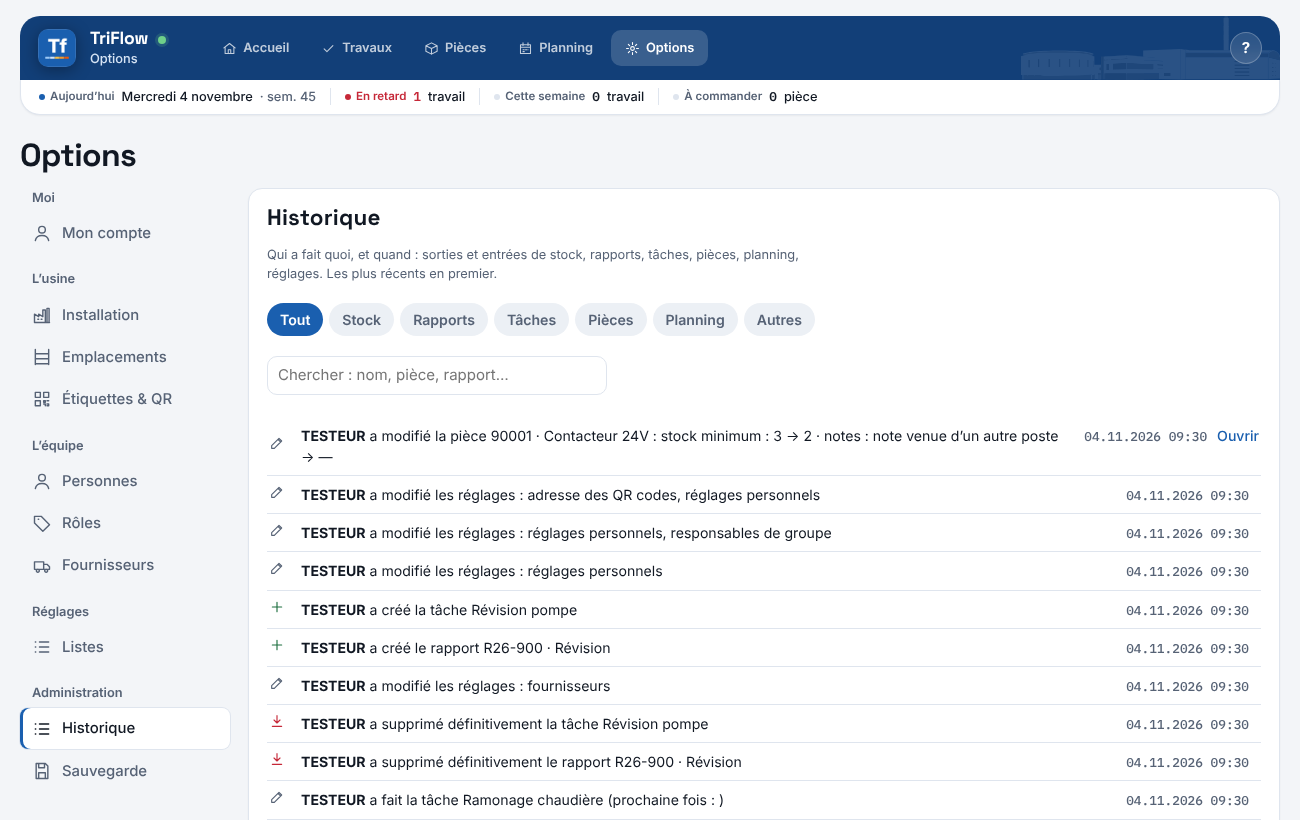 Tf
TriFlow
Options
Accueil
Travaux
Pièces
Planning
Options
?
Aujourd'hui Mercredi 4 novembre · sem. 45
En retard 1 travail
Cette semaine 0 travail
À commander 0 pièce
Options
Moi
Mon compte
L'usine
Installation
Emplacements
Étiquettes & QR
L'équipe
Personnes
Rôles
Fournisseurs
Réglages
Listes
Administration
Historique
Sauvegarde
Historique
Qui a fait quoi, et quand : sorties et entrées de stock, rapports, tâches, pièces, planning,
réglages. Les plus récents en premier.
Tout
Stock
Rapports
Tâches
Pièces
Planning
Autres
Chercher : nom, pièce, rapport...
TESTEUR a modifié la pièce 90001 · Contacteur 24V : stock minimum : 3 → 2 · notes : note venue d'un autre poste
→ —
04.11.2026 09:30 Ouvrir
TESTEUR a modifié les réglages : adresse des QR codes, réglages personnels 04.11.2026 09:30
TESTEUR a modifié les réglages : réglages personnels, responsables de groupe 04.11.2026 09:30
TESTEUR a modifié les réglages : réglages personnels 04.11.2026 09:30
TESTEUR a créé la tâche Révision pompe 04.11.2026 09:30
TESTEUR a créé le rapport R26-900 · Révision 04.11.2026 09:30
TESTEUR a modifié les réglages : fournisseurs 04.11.2026 09:30
TESTEUR a supprimé définitivement la tâche Révision pompe 04.11.2026 09:30
TESTEUR a supprimé définitivement le rapport R26-900 · Révision 04.11.2026 09:30
TESTEUR a fait la tâche Ramonage chaudière (prochaine fois : ) 04.11.2026 09:30